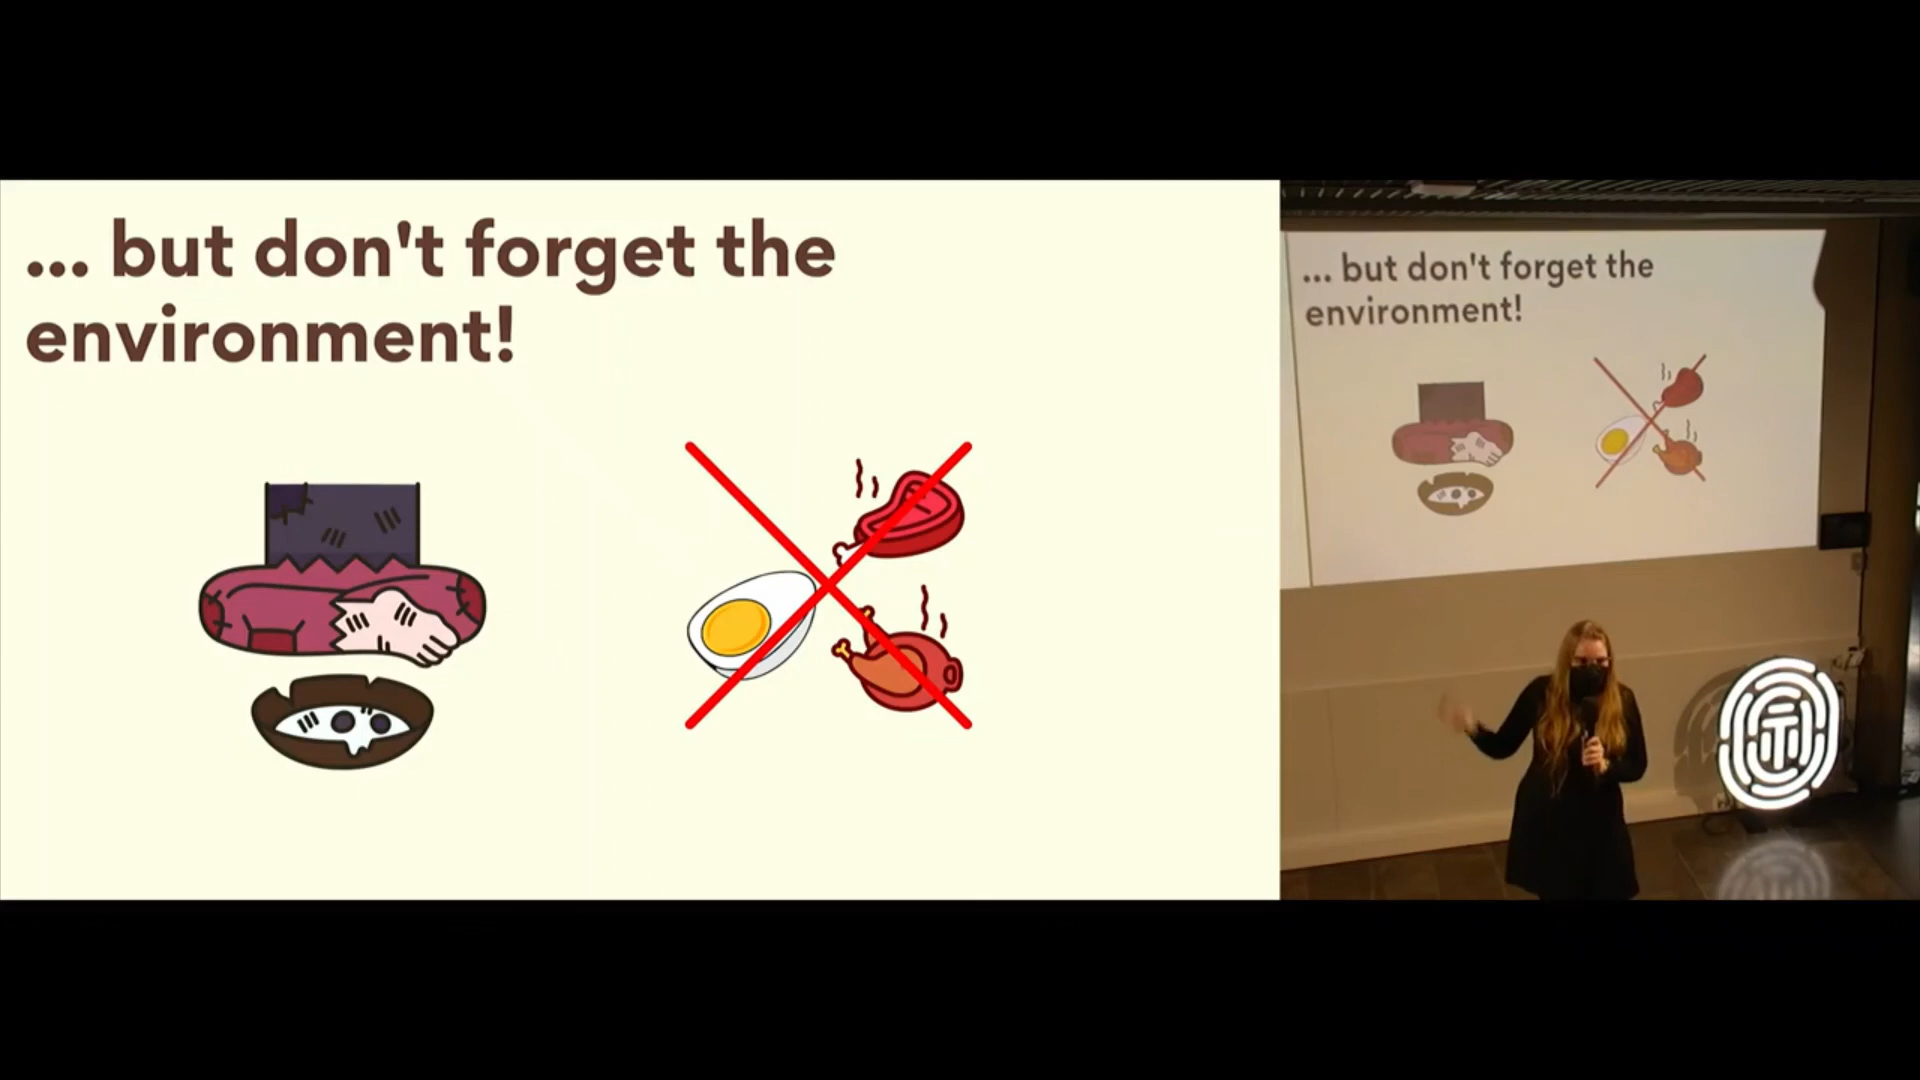 ... but don't forget the
environment!
... but don't forget the
environment!